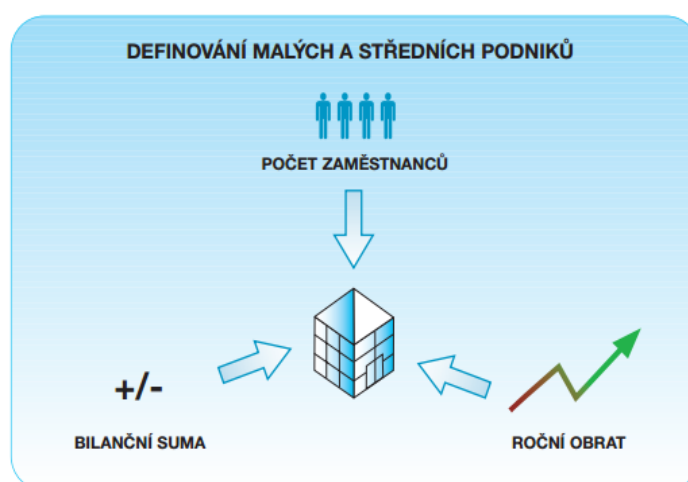 DEFINOVÁNÍ MALÝCH A STŘEDNÍCH PODNIKŮ
POČET ZAMĚSTNANCŮ
+/-
BILANČNÍ SUMA
ROČNÍ OBRAT